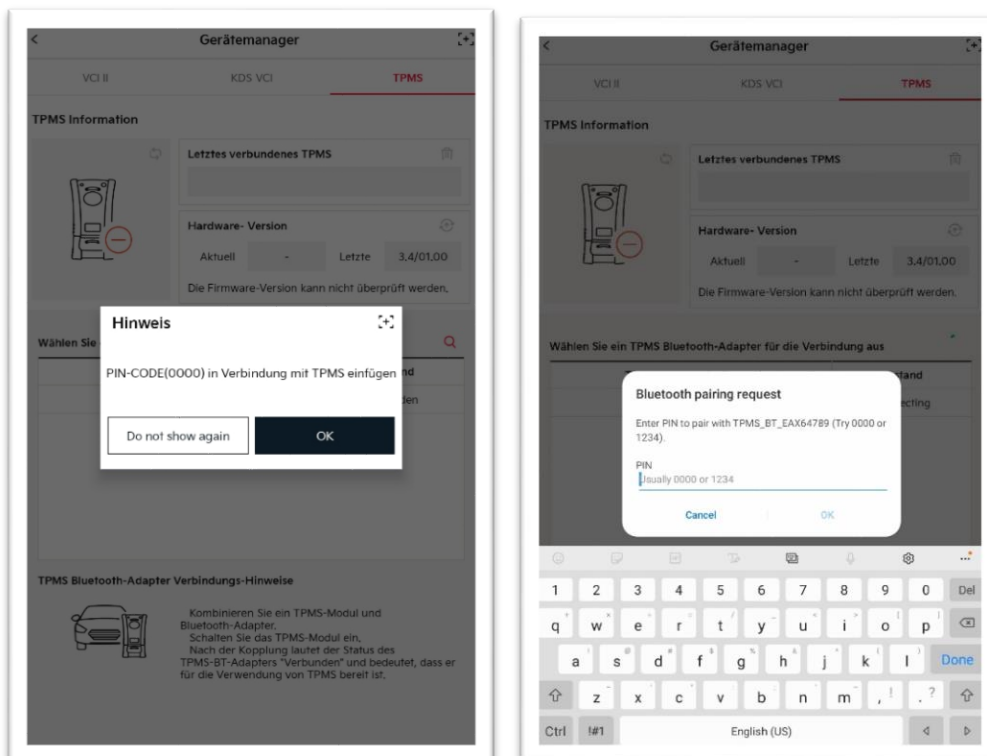 Gerätemanager
VCI II KDS VCI TPMS
TPMS Information
Letztes verbundenes TPMS
Hardware- Version
Aktuell - Letzte 3.4/01.00
Die Firmware-Version kann nicht überprüft werden.
Hinweis
Wählen Sie
PIN-CODE(0000) in Verbindung mit TPMS einfügen
Do not show again OK
TPMS Bluetooth-Adapter Verbindungs-Hinweise
Kombinieren Sie ein TPMS-Modul und
Bluetooth-Adapter.
Schalten Sie das TPMS-Modul ein,
Nach der Kopplung lautet der Status des
TPMS-BT-Adapters "Verbunden" und bedeutet, dass er
für die Verwendung von TPMS bereit ist.
Gerätemanager
VCI II KDS VCI TPMS
TPMS Information
Letztes verbundenes TPMS
Hardware- Version
Aktuell - Letzte 3.4/01.00
Die Firmware-Version kann nicht überprüft werden.
Wählen Sie ein TPMS Bluetooth-Adapter für die Verbindung aus
Bluetooth pairing request
Enter PIN to pair with TPMS_BT_EAX64789 (Try 0000 or
1234).
PIN
Usually 0000 or 1234
Cancel OK
1 2 3 4 5 6 7 8 9 0 Del
q w e r t y u i o p
a s d f g h j k l Done
z x c v b n m , ! . ?
Ctrl !#1 English (US)